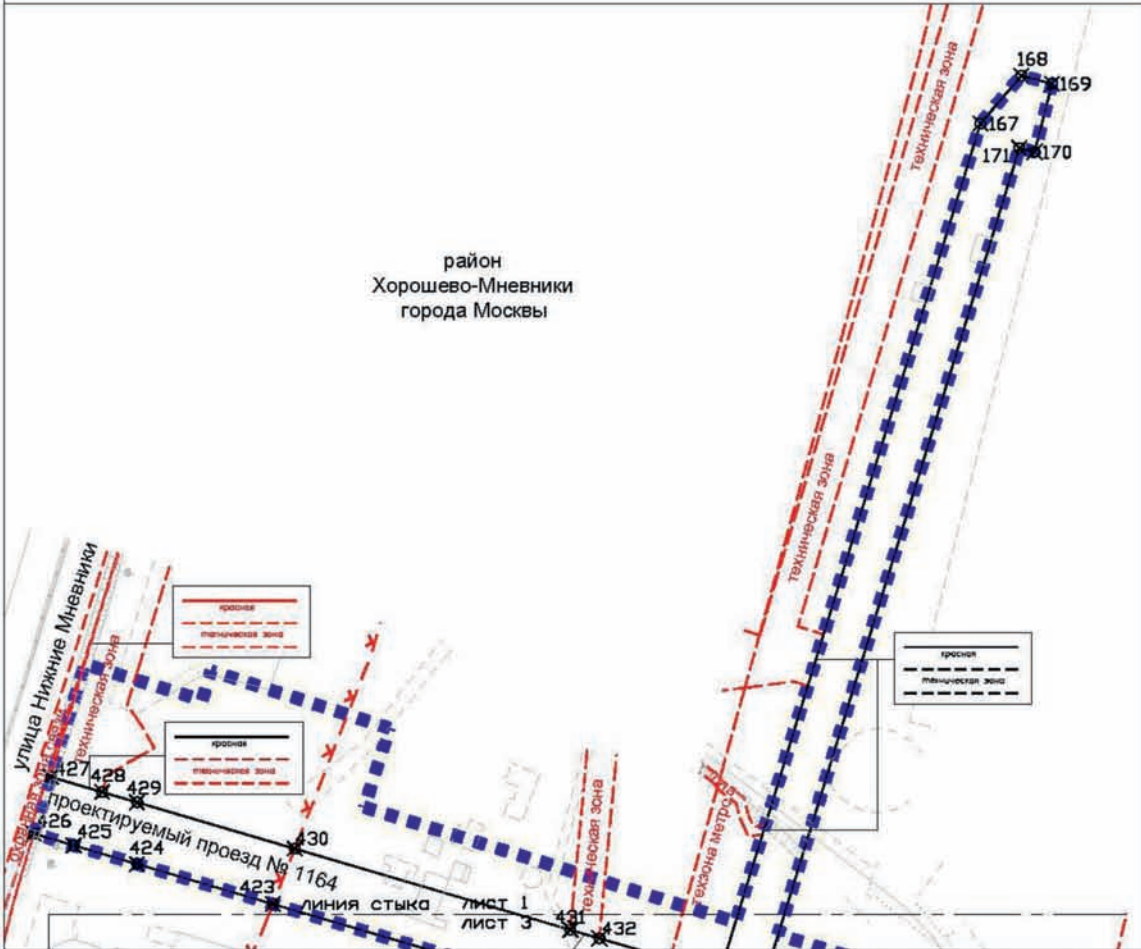 168
169
167
171
170
техническая зона
район
Хорошево-Мневники
города Москвы
техническая зона
улица Нижние Мневники
техническая зона
красная
техническая зона
красная
техническая зона
красная
техническая зона
427
428
429
426
425
424
423
430
431
432
проектируемый проезд № 1164
техническая зона
техзона метро
линия стыка
лист 1
лист 3